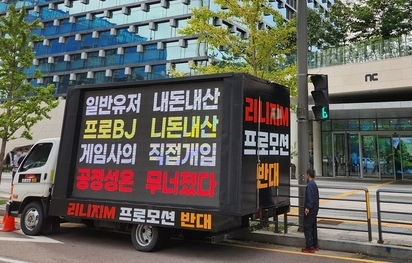 일반유저 내돈내산
프로BJ 니돈내산
게임사의 직접개입
공정성은 무너졌다
리니지M 프로모션 반대
리니지M
프로모션
반대
nc